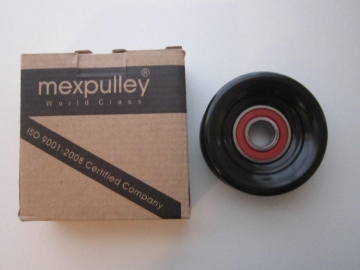 mexpulley®
World Class
ISO 9001-2008 Certified Company